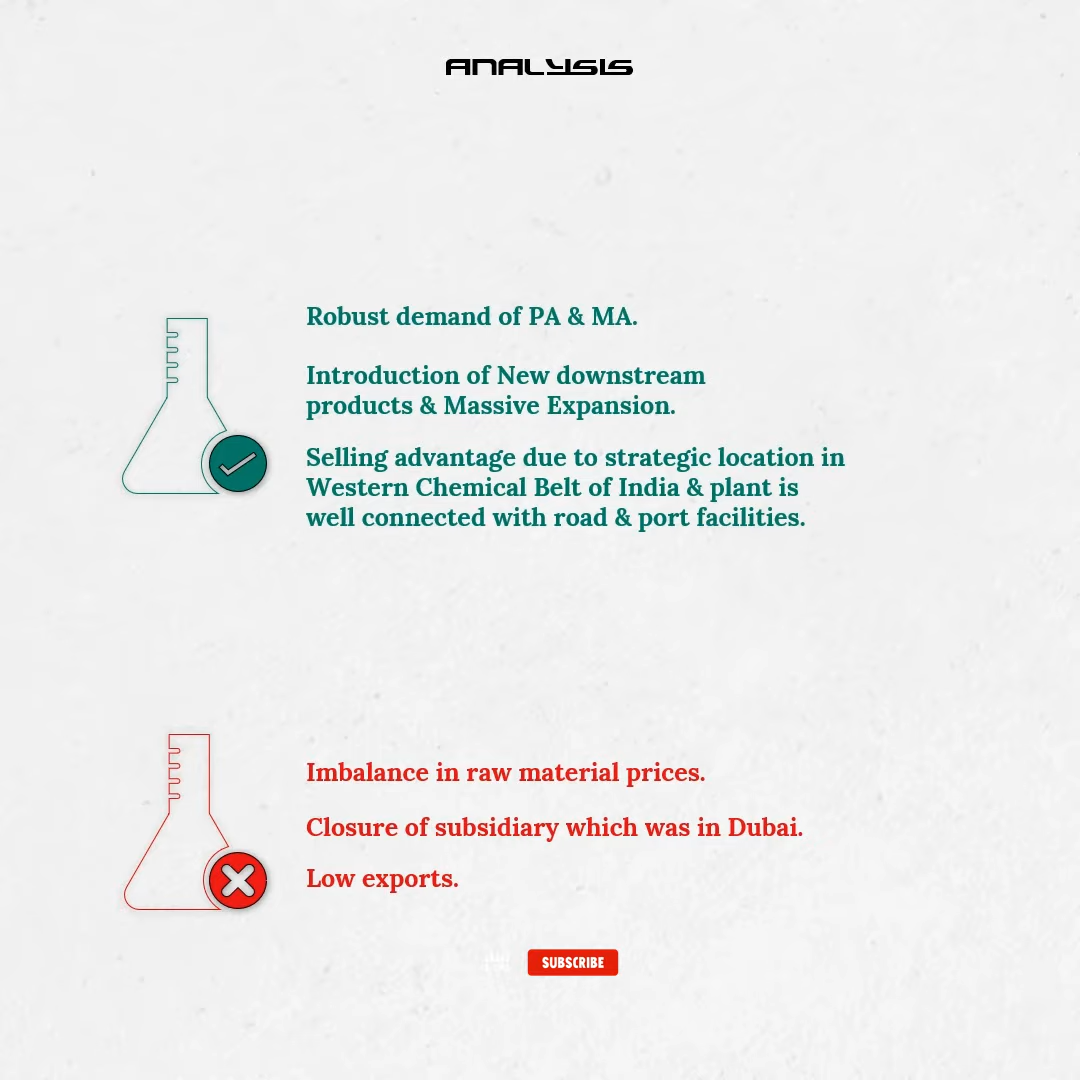 ANALYSIS
Robust demand of PA & MA.
Introduction of New downstream
products & Massive Expansion.
Selling advantage due to strategic location in
Western Chemical Belt of India & plant is
well connected with road & port facilities.
Imbalance in raw material prices.
Closure of subsidiary which was in Dubai.
Low exports.
SUBSCRIBE